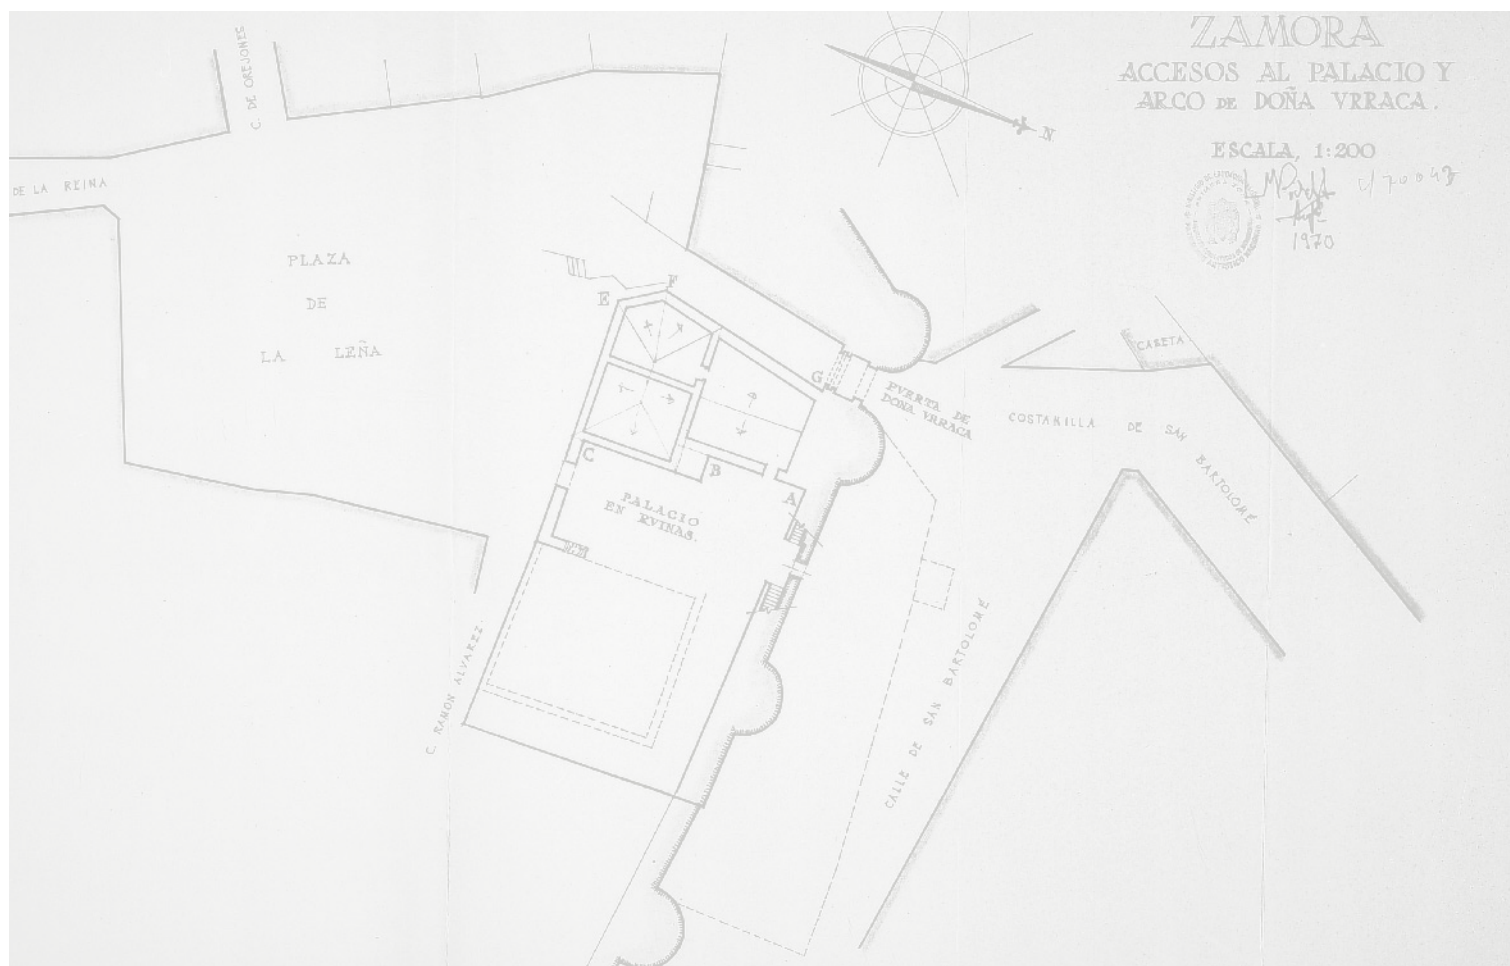 ZAMORA
ACCESOS AL PALACIO Y
ARCO DE DOÑA VRRACA.
ESCALA, 1:200
1970
N
C. DE OREJONES
DE LA REINA
PLAZA
DE
LA LEÑA
E
F
G
C
B
A
PVERTA DE
DOÑA VRRACA
CARETA
COSTANILLA DE SAN BARTOLOMÉ
PALACIO
EN RVINAS.
C. RAMON ALVAREZ.
CALLE DE SAN BARTOLOMÉ